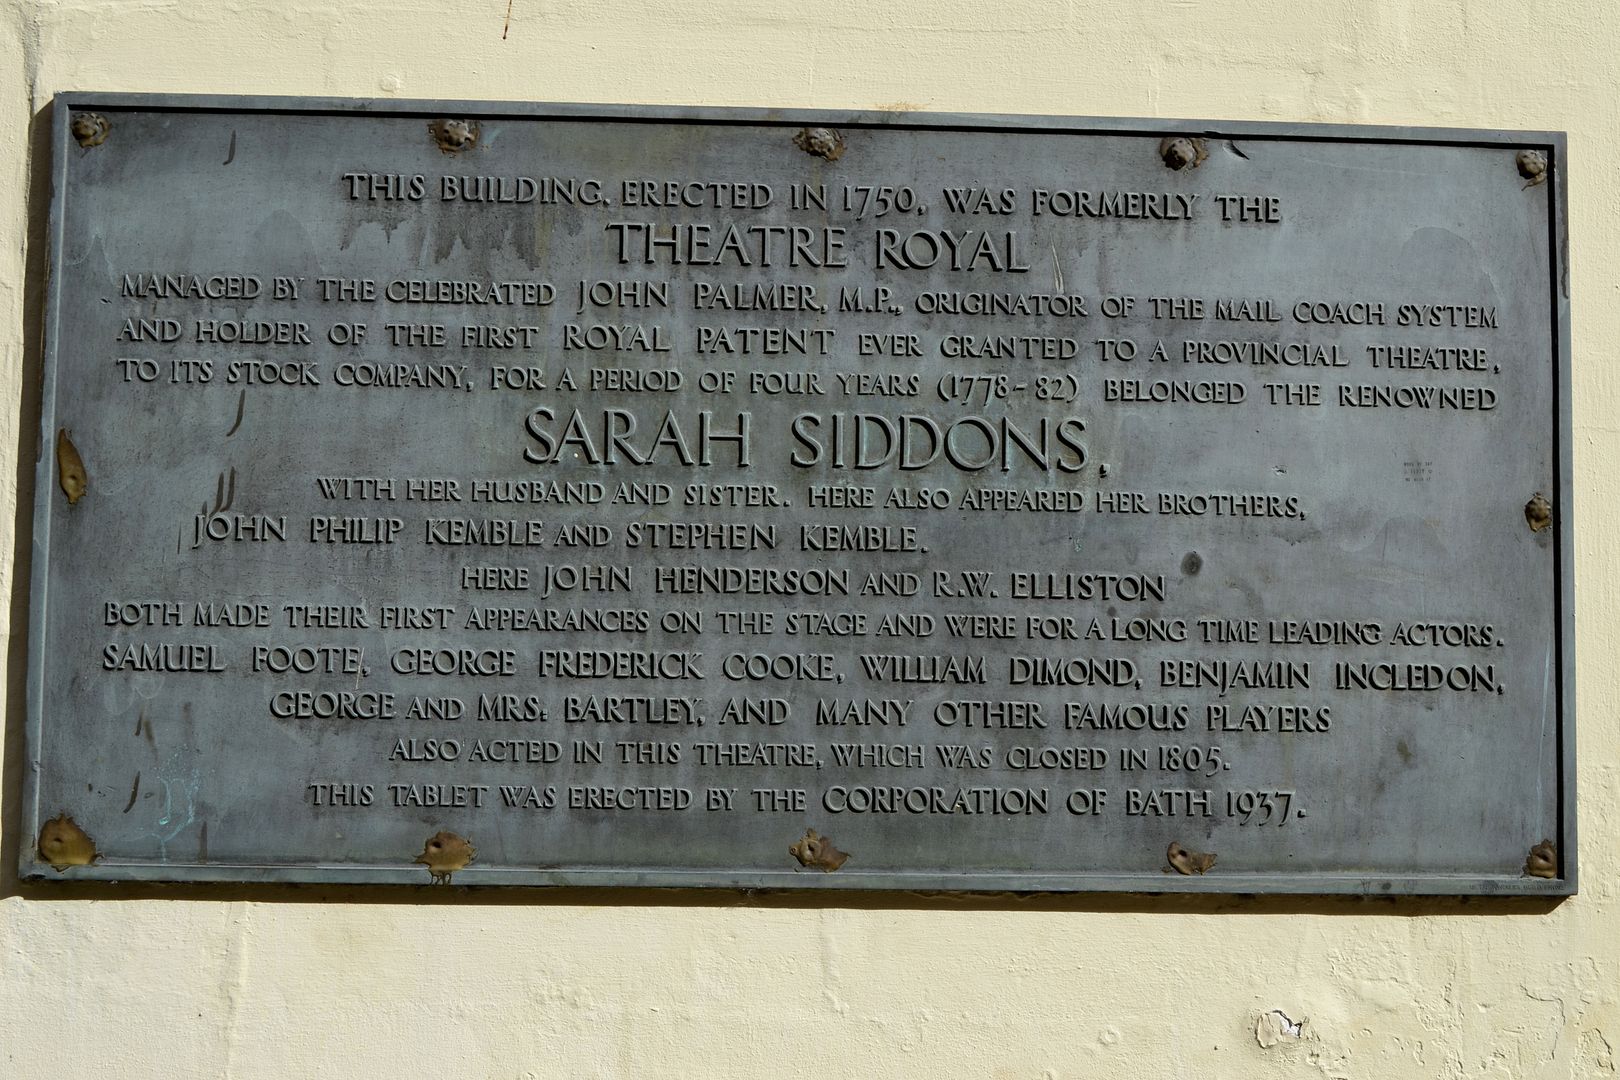 THIS BUILDING, ERECTED IN 1750, WAS FORMERLY THE
THEATRE ROYAL
MANAGED BY THE CELEBRATED JOHN PALMER, M.P., ORIGINATOR OF THE MAIL COACH SYSTEM
AND HOLDER OF THE FIRST ROYAL PATENT EVER GRANTED TO A PROVINCIAL THEATRE,
TO ITS STOCK COMPANY, FOR A PERIOD OF FOUR YEARS (1778-82) BELONGED THE RENOWNED
SARAH SIDDONS,
WITH HER HUSBAND AND SISTER. HERE ALSO APPEARED HER BROTHERS,
JOHN PHILIP KEMBLE AND STEPHEN KEMBLE.
HERE JOHN HENDERSON AND R.W. ELLISTON
BOTH MADE THEIR FIRST APPEARANCES ON THE STAGE AND WERE FOR A LONG TIME LEADING ACTORS.
SAMUEL FOOTE, GEORGE FREDERICK COOKE, WILLIAM DIMOND, BENJAMIN INCLEDON,
GEORGE AND MRS. BARTLEY, AND MANY OTHER FAMOUS PLAYERS
ALSO ACTED IN THIS THEATRE, WHICH WAS CLOSED IN 1805.
THIS TABLET WAS ERECTED BY THE CORPORATION OF BATH 1937.